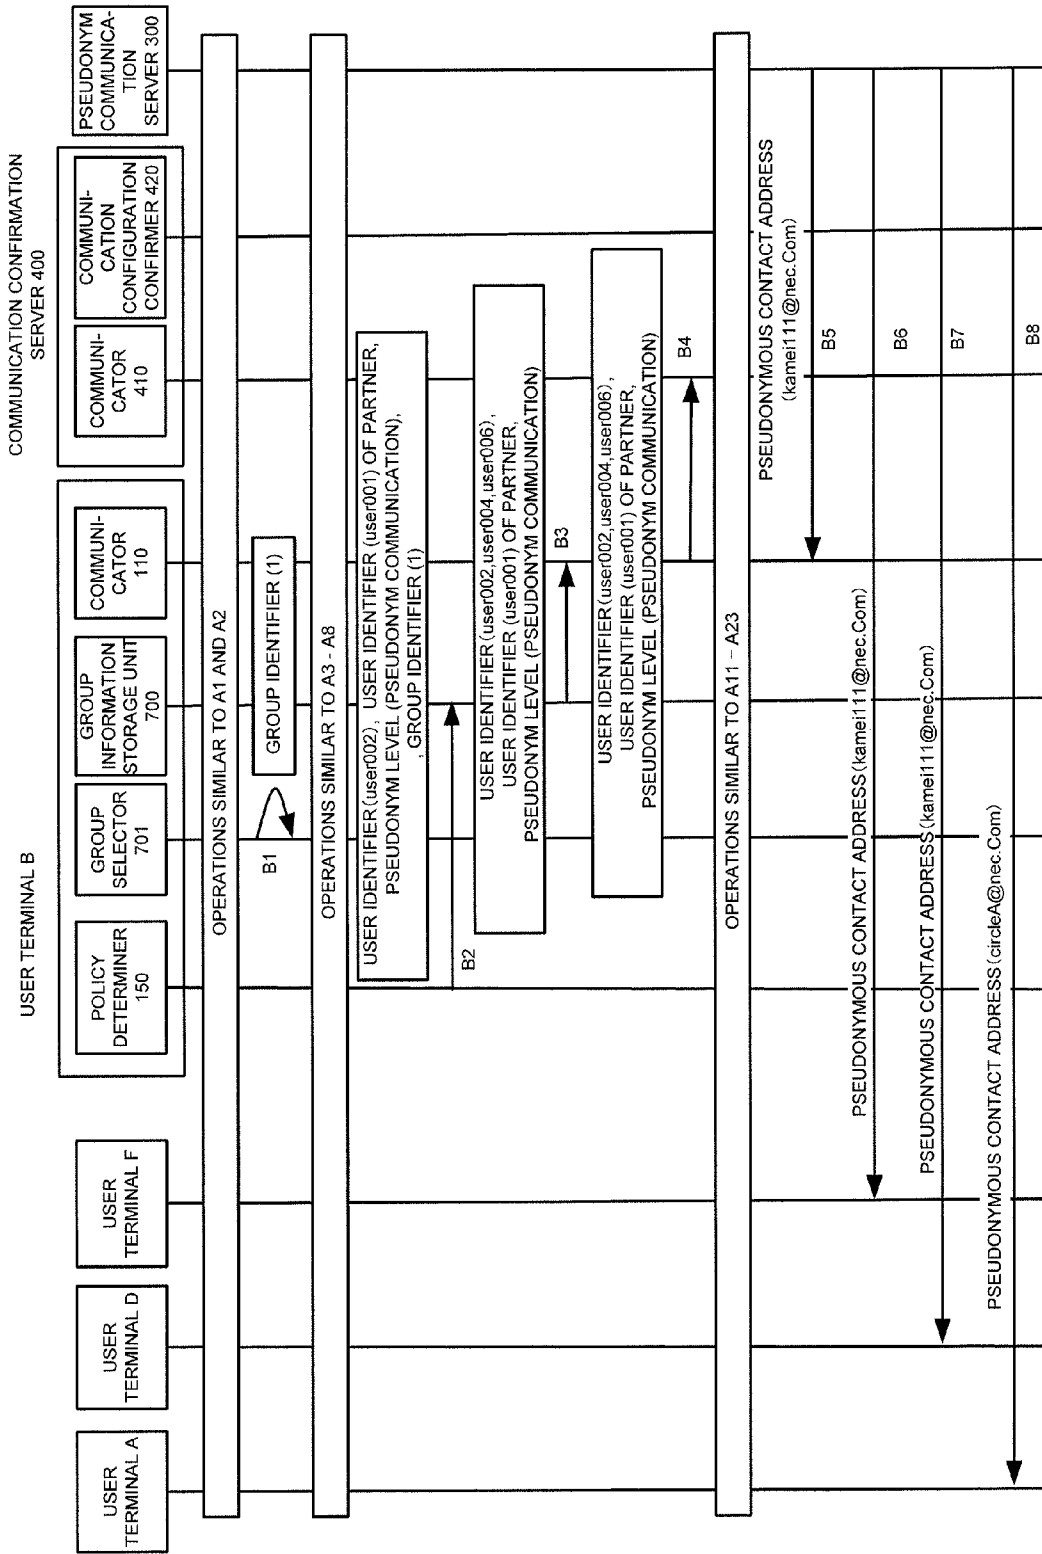 USER
TERMINAL A
USER
TERMINAL D
USER
TERMINAL F
USER TERMINAL B
POLICY
DETERMINER
150
GROUP
SELECTOR
701
GROUP
INFORMATION
STORAGE UNIT
700
COMMUNI-
CATOR
110
COMMUNICATION CONFIRMATION
SERVER 400
COMMUNI-
CATOR
410
COMMUNI-
CATION
CONFIGURATION
CONFIRMER 420
PSEUDONYM
COMMUNICA-
TION
SERVER 300
OPERATIONS SIMILAR TO A1 AND A2
B1
GROUP IDENTIFIER (1)
OPERATIONS SIMILAR TO A3 - A8
USER IDENTIFIER(user002), USER IDENTIFIER (user001) OF PARTNER,
PSEUDONYM LEVEL (PSEUDONYM COMMUNICATION),
, GROUP IDENTIFIER (1)
B2
USER IDENTIFIER(user002,user004,user006),
USER IDENTIFIER (user001) OF PARTNER,
PSEUDONYM LEVEL (PSEUDONYM COMMUNICATION)
B3
USER IDENTIFIER(user002,user004,user006),
USER IDENTIFIER (user001) OF PARTNER,
PSEUDONYM LEVEL (PSEUDONYM COMMUNICATION)
B4
OPERATIONS SIMILAR TO A11 - A23
PSEUDONYMOUS CONTACT ADDRESS
(kamei111@nec.Com)
B5
PSEUDONYMOUS CONTACT ADDRESS(kamei111@nec.Com)
B6
PSEUDONYMOUS CONTACT ADDRESS(kamei111@nec.Com)
B7
PSEUDONYMOUS CONTACT ADDRESS(circleA@nec.Com)
B8